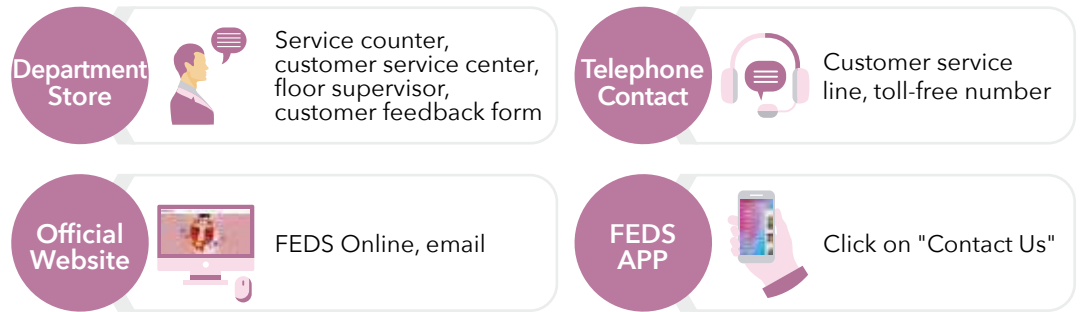 Department
Store
Service counter,
customer service center,
floor supervisor,
customer feedback form
Telephone
Contact
Customer service
line, toll-free number
Official
Website
FEDS Online, email
FEDS
APP
Click on "Contact Us"